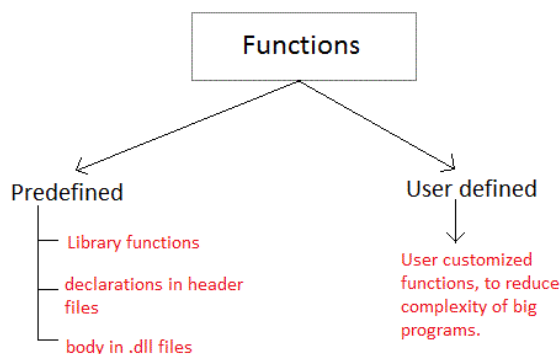 Functions
Predefined
Library functions
declarations in header
files
body in .dll files
User defined
User customized
functions, to reduce
complexity of big
programs.